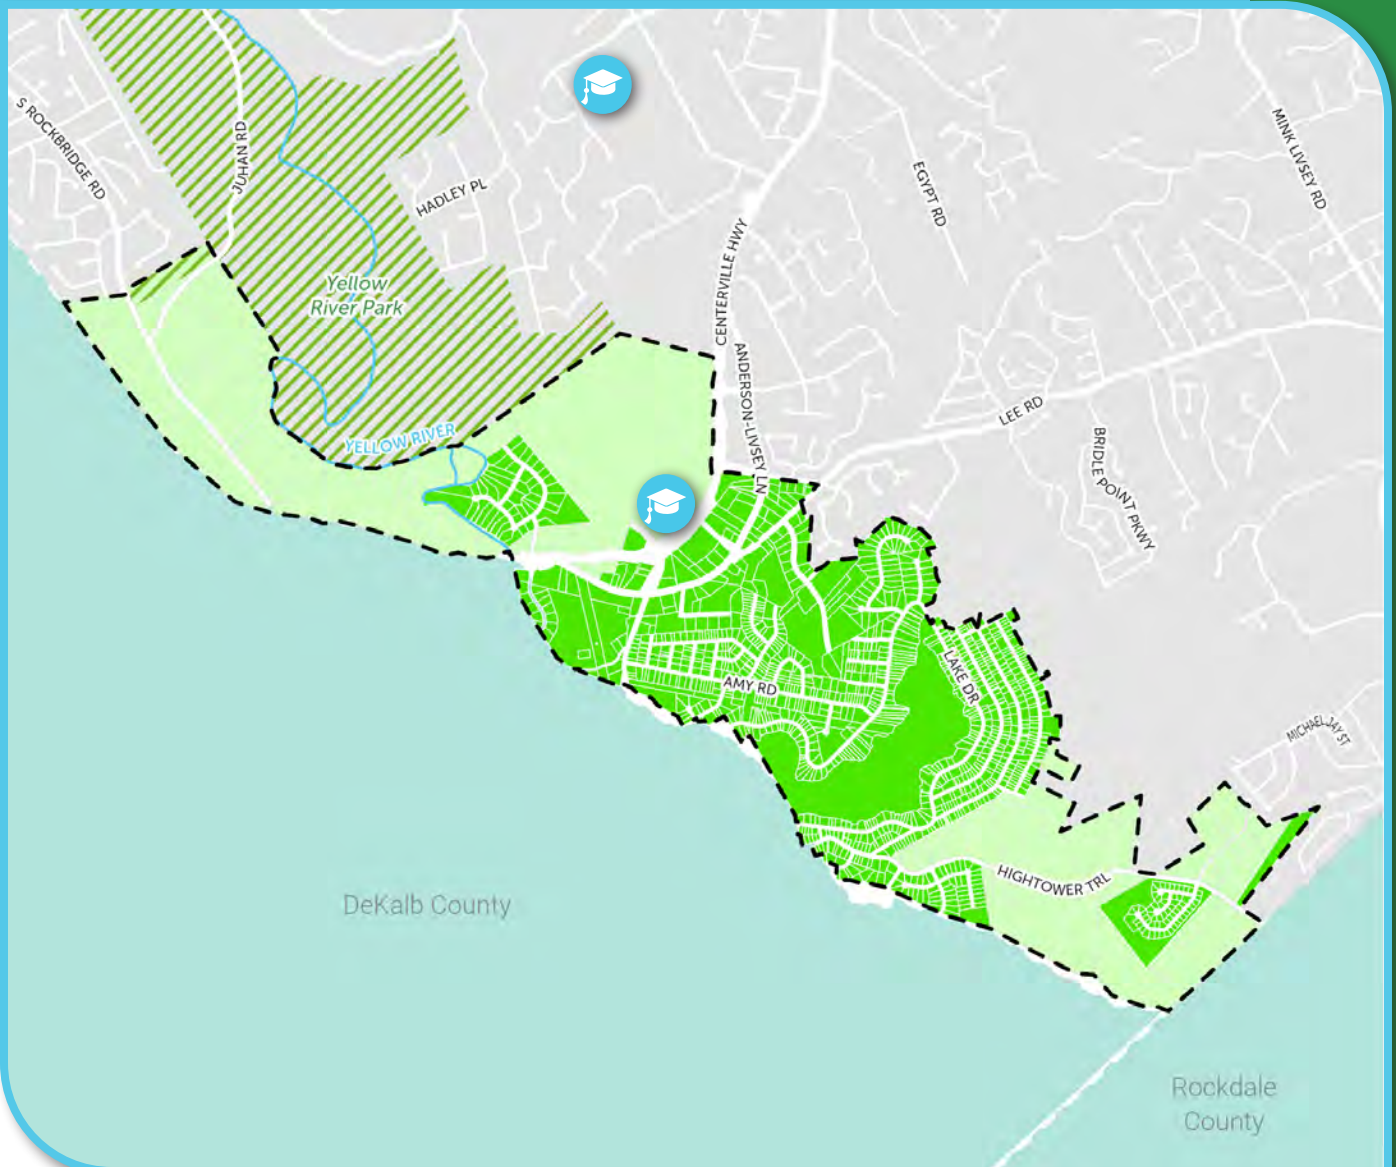 S ROCKBRIDGE RD
JUHAN RD
HADLEY PL
EGYPT RD
MINK LIVSEY RD
Yellow
River Park
CENTERVILLE HWY
ANDERSON-LIVSEY LN
LEE RD
YELLOW RIVER
BRIDLE POINT PKWY
LAKE DR
AMY RD
MICHAEL JAY ST
HIGHTOWER TRL
DeKalb County
Rockdale
County